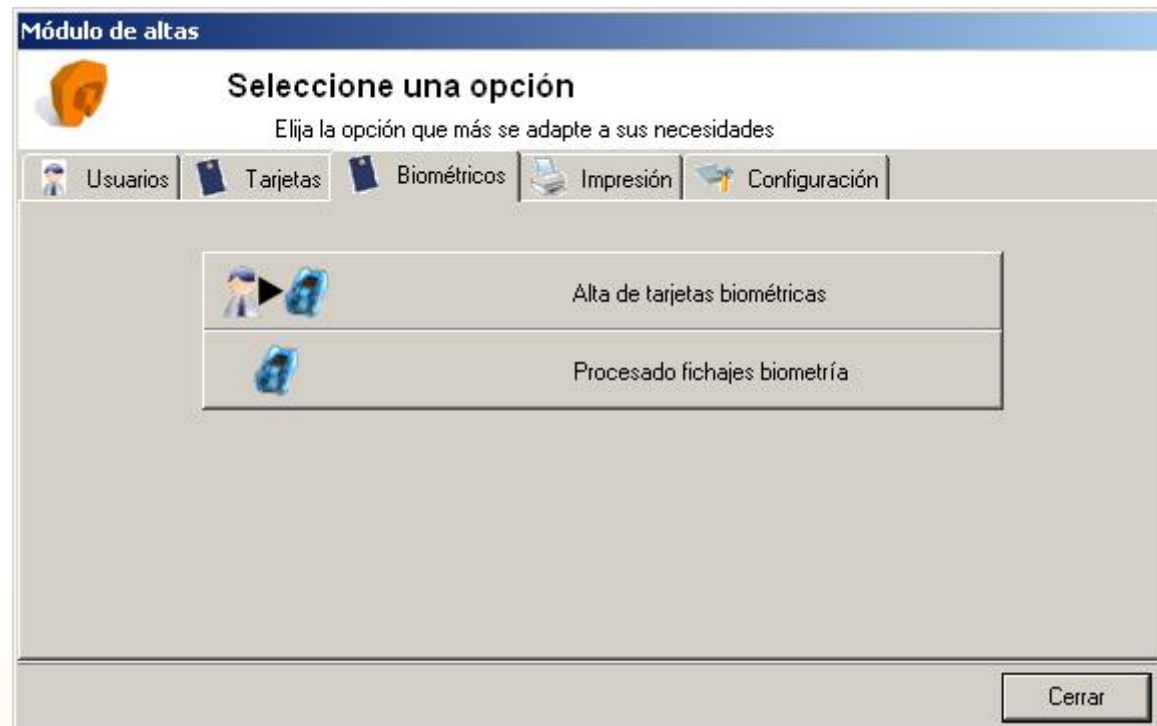 Módulo de altas
Seleccione una opción
Elija la opción que más se adapte a sus necesidades
Usuarios Tarjetas Biométricos Impresión Configuración
Alta de tarjetas biométricas
Procesado fichajes biometría
Cerrar